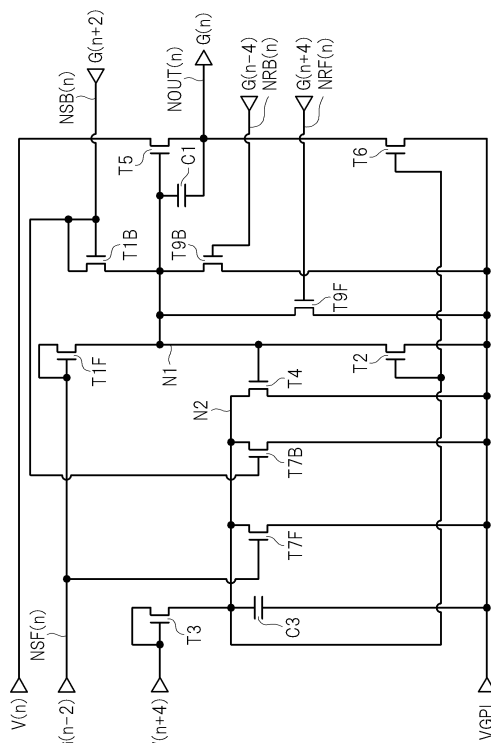 G(n+2)
NSB(n)
G(n)
NOUT(n)
G(n-4)
NRB(n)
G(n+4)
NRF(n)
T5
C1
T6
T1B
T9B
T9F
T1F
N1
T4
T2
N2
T7B
T7F
T3
C3
NSF(n)
V(n)
(n-2)
(n+4)
VGPL